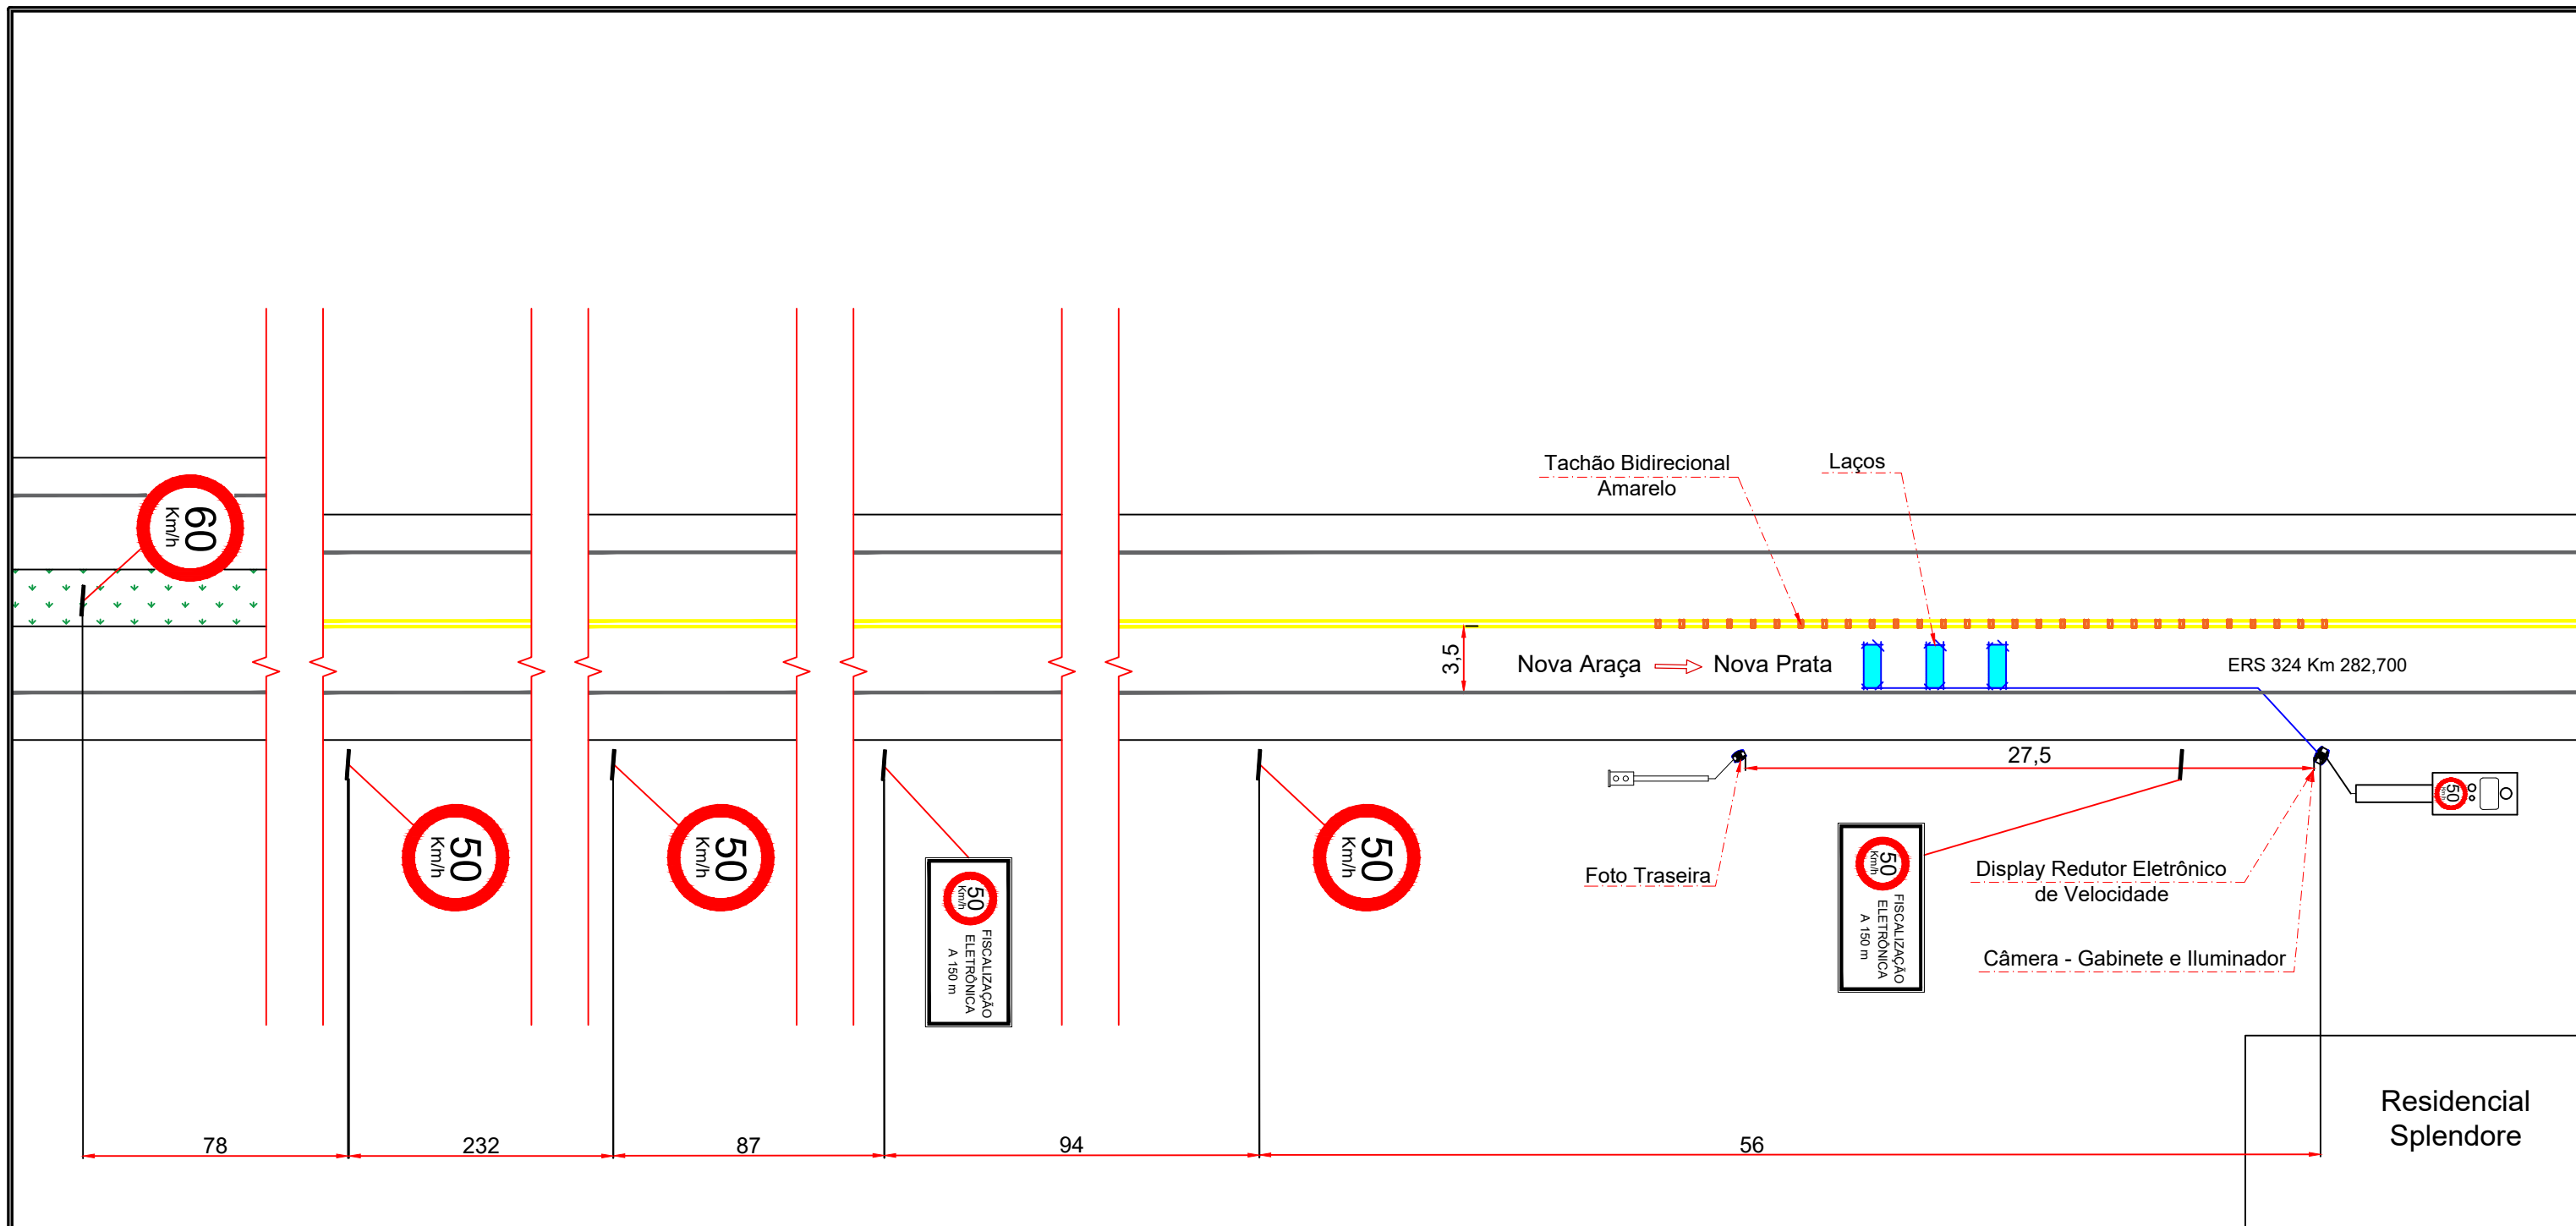 60
Km/h
Tachão Bidirecional
Amarelo
Laços
3,5
Nova Araça
Nova Prata
ERS 324 Km 282,700
27,5
50
Km/h
50
Km/h
50
Km/h
FISCALIZAÇÃO
ELETRÔNICA
A 150 m
50
Km/h
Foto Traseira
50
Km/h
FISCALIZAÇÃO
ELETRÔNICA
A 150 m
Display Redutor Eletrônico
de Velocidade
Câmera - Gabinete e Iluminador
50
Km/h
Residencial
Splendore
78
232
87
94
56